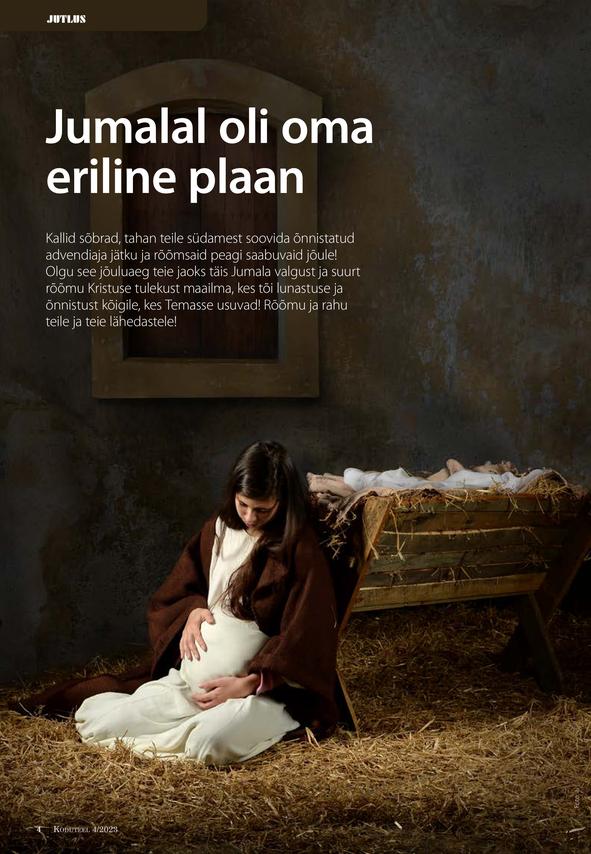 JUTLUS
Jumalal oli oma
eriline plaan
Kallid sõbrad, tahan teile südamest soovida õnnistatud
advendiaja jätku ja rõõmsaid peagi saabuvaid jõule!
Olgu see jõuluaeg teie jaoks täis Jumala valgust ja suurt
rõõmu Kristuse tulekust maailma, kes tõi lunastuse ja
õnnistust kõigile, kes Temasse usuvad! Rõõmu ja rahu
teile ja teie lähedastele!
4 KODUTEEL 4/2023